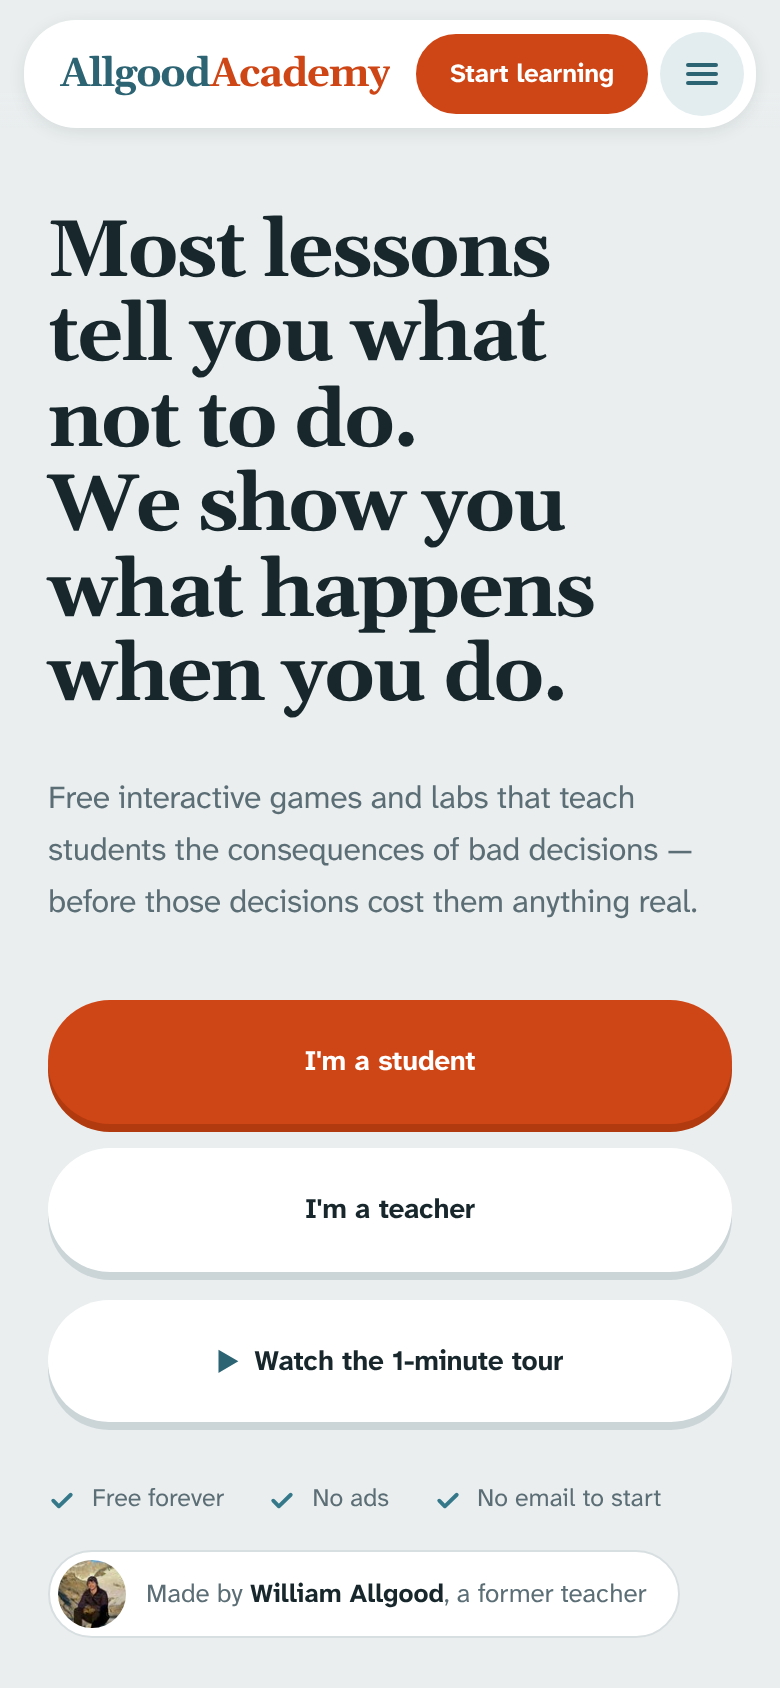 AllgoodAcademy
Start learning
Most lessons
tell you what
not to do.
We show you
what happens
when you do.
Free interactive games and labs that teach
students the consequences of bad decisions —
before those decisions cost them anything real.
I'm a student
I'm a teacher
Watch the 1-minute tour
Free forever No ads No email to start
Made by William Allgood, a former teacher